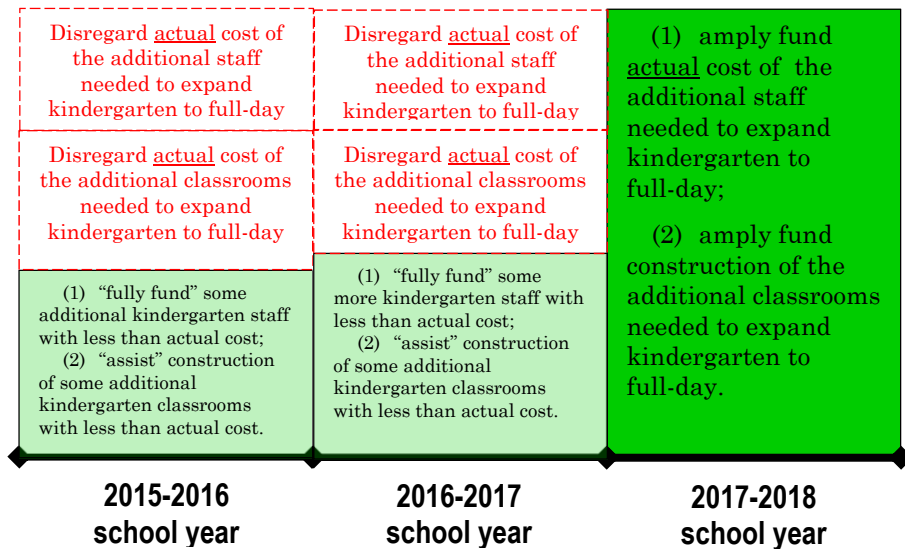 Disregard actual cost of
the additional staff
needed to expand
kindergarten to full-day
Disregard actual cost of
the additional classrooms
needed to expand
kindergarten to full-day
(1) “fully fund” some
additional kindergarten staff
with less than actual cost;
(2) “assist” construction
of some additional
kindergarten classrooms
with less than actual cost.
2015-2016
school year
Disregard actual cost of
the additional staff
needed to expand
kindergarten to full-day
Disregard actual cost of
the additional classrooms
needed to expand
kindergarten to full-day
(1) “fully fund” some
more kindergarten staff with
less than actual cost;
(2) “assist” construction
of some additional
kindergarten classrooms
with less than actual cost.
2016-2017
school year
(1) amply fund
actual cost of the
additional staff
needed to expand
kindergarten to
full-day;
(2) amply fund
construction of the
additional classrooms
needed to expand
kindergarten to
full-day.
2017-2018
school year